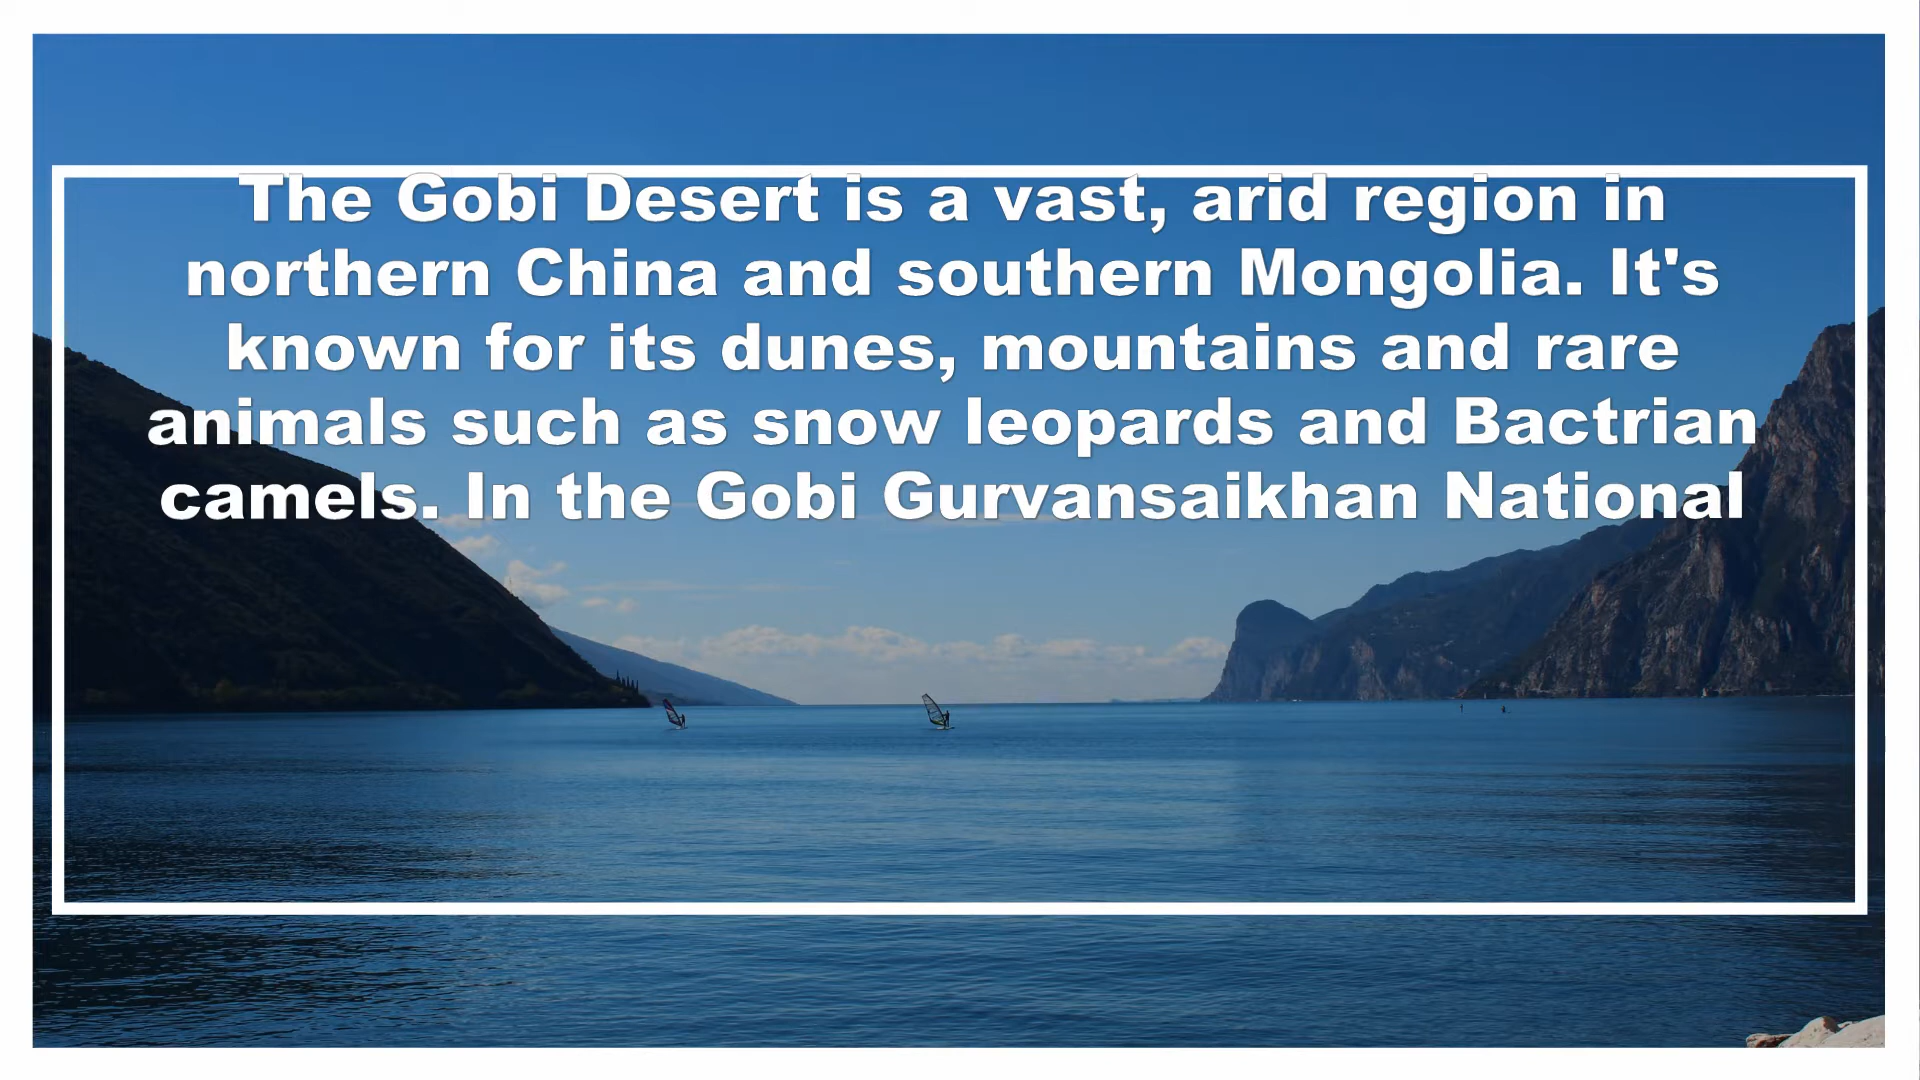 The Gobi Desert is a vast, arid region in
northern China and southern Mongolia. It's
known for its dunes, mountains and rare
animals such as snow leopards and Bactrian
camels. In the Gobi Gurvansaikhan National